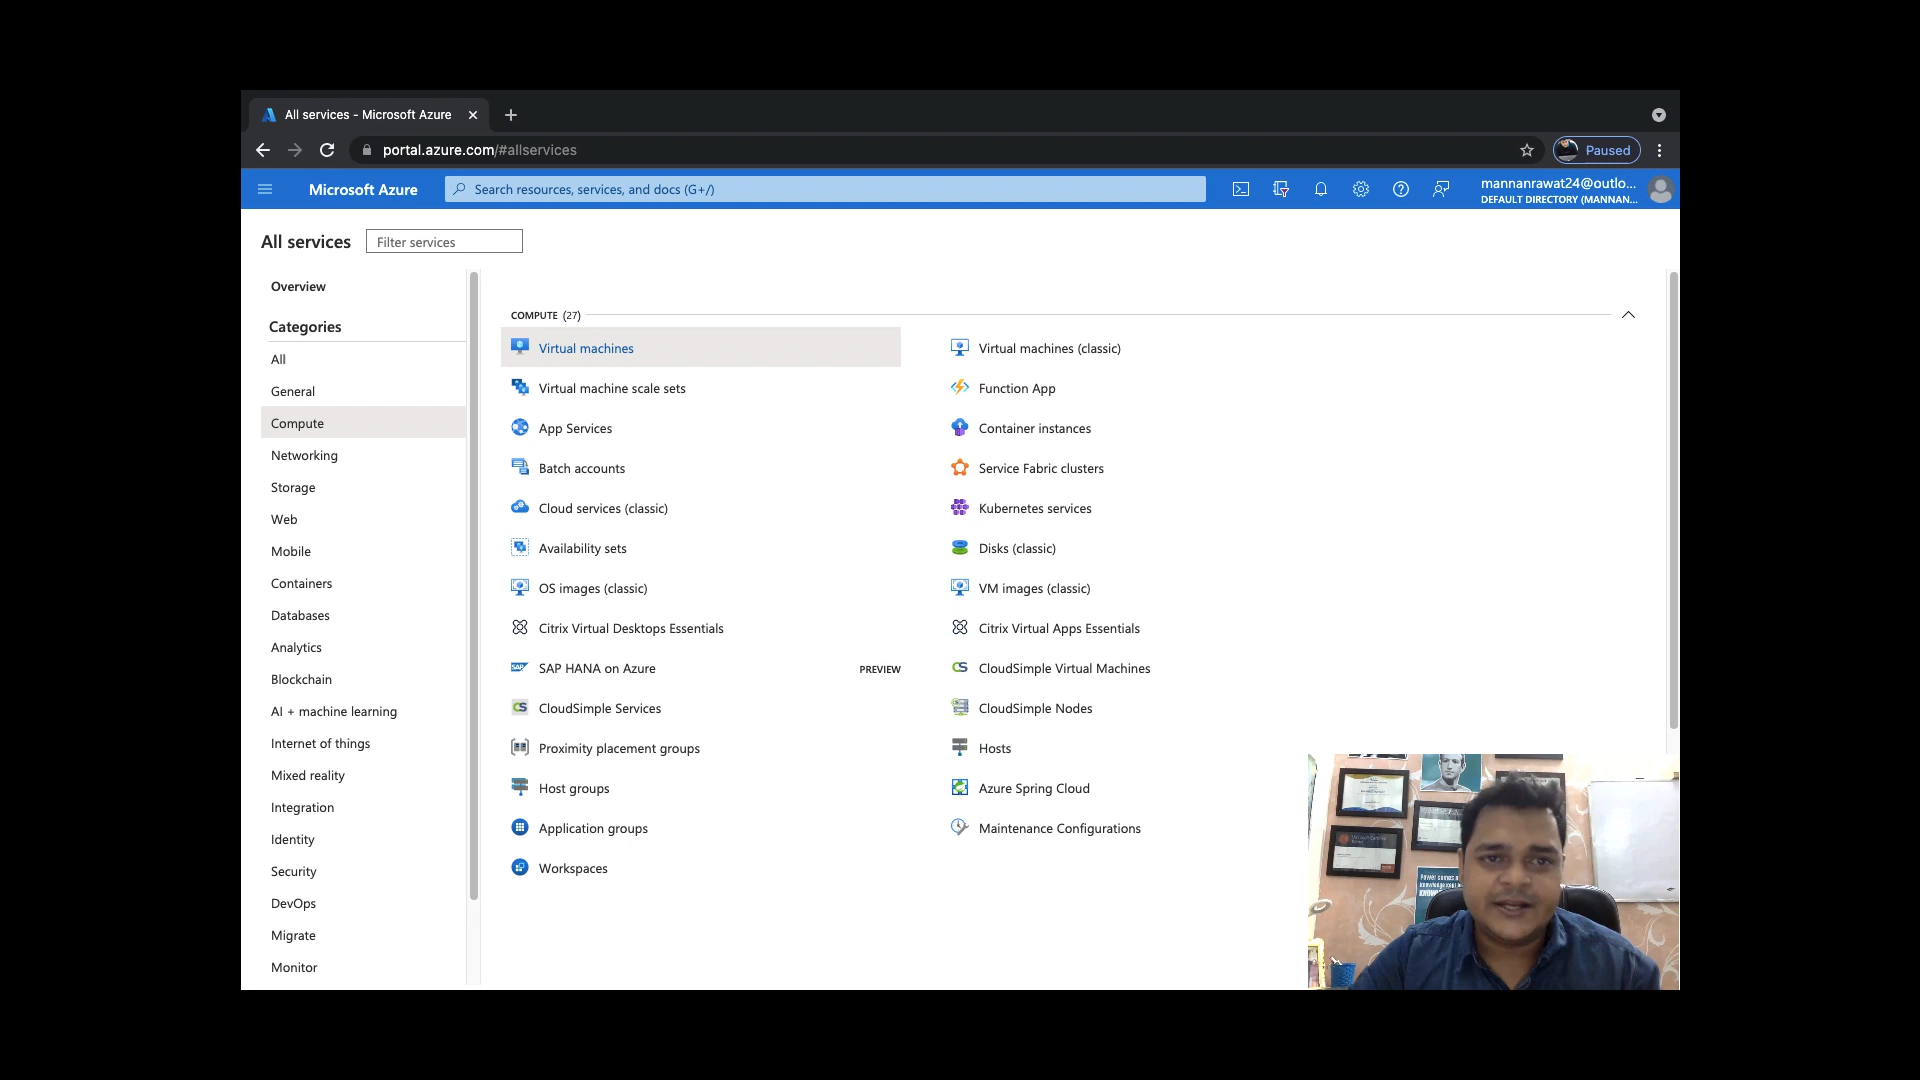 All services - Microsoft Azure
portal.azure.com/#allservices
Paused
Microsoft Azure
Search resources, services, and docs (G+/)
mannanrawat24@outlo...
DEFAULT DIRECTORY (MANNAN...
All services
Filter services
Overview
Categories
All
General
Compute
Networking
Storage
Web
Mobile
Containers
Databases
Analytics
Blockchain
AI + machine learning
Internet of things
Mixed reality
Integration
Identity
Security
DevOps
Migrate
Monitor
COMPUTE (27)
Virtual machines
Virtual machines (classic)
Virtual machine scale sets
Function App
App Services
Container instances
Batch accounts
Service Fabric clusters
Cloud services (classic)
Kubernetes services
Availability sets
Disks (classic)
OS images (classic)
VM images (classic)
Citrix Virtual Desktops Essentials
Citrix Virtual Apps Essentials
SAP HANA on Azure
PREVIEW
CloudSimple Virtual Machines
CloudSimple Services
CloudSimple Nodes
Proximity placement groups
Hosts
Host groups
Azure Spring Cloud
Application groups
Maintenance Configurations
Workspaces
Power comes